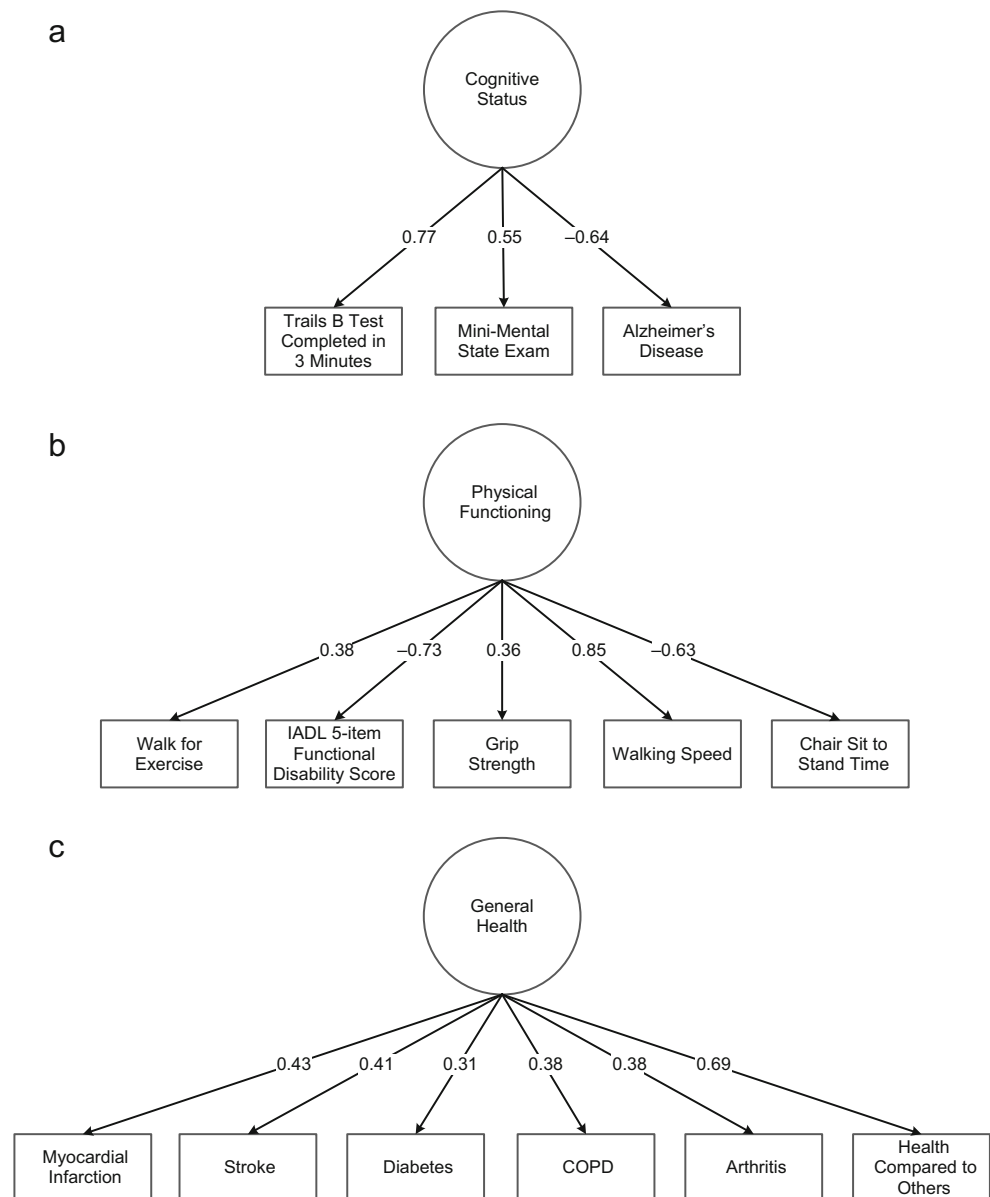 a
Cognitive
Status
0.77
0.55
–0.64
Trails B Test
Completed in
3 Minutes
Mini-Mental
State Exam
Alzheimer’s
Disease
b
Physical
Functioning
0.38
–0.73
0.36
0.85
–0.63
Walk for
Exercise
IADL 5-item
Functional
Disability Score
Grip
Strength
Walking Speed
Chair Sit to
Stand Time
c
General
Health
0.43
0.41
0.31
0.38
0.38
0.69
Myocardial
Infarction
Stroke
Diabetes
COPD
Arthritis
Health
Compared to
Others